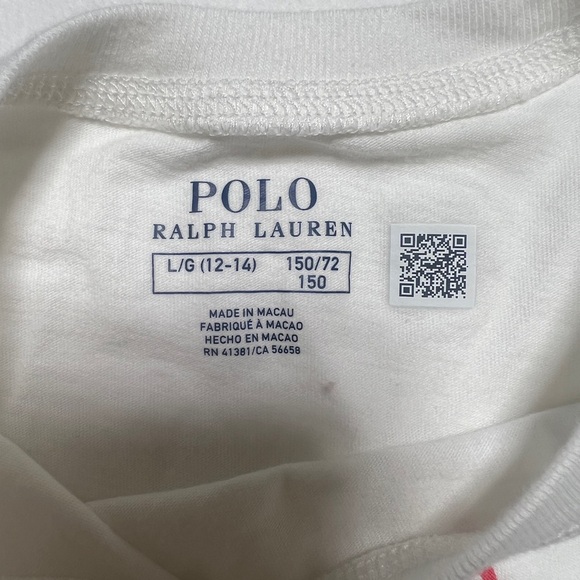 POLO
RALPH LAUREN
L/G (12-14) 150/72
150
MADE IN MACAU
FABRIQUÉ À MACAO
HECHO EN MACAO
RN 41381/CA 56658